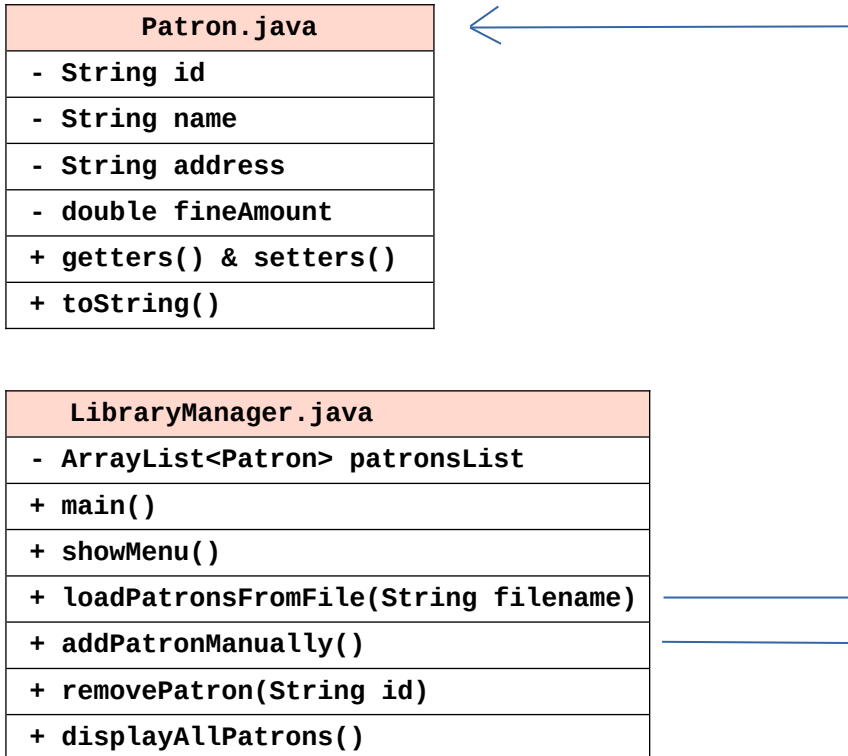 Patron.java
- String id
- String name
- String address
- double fineAmount
+ getters() & setters()
+ toString()
LibraryManager.java
- ArrayList<Patron> patronsList
+ main()
+ showMenu()
+ loadPatronsFromFile(String filename)
+ addPatronManually()
+ removePatron(String id)
+ displayAllPatrons()